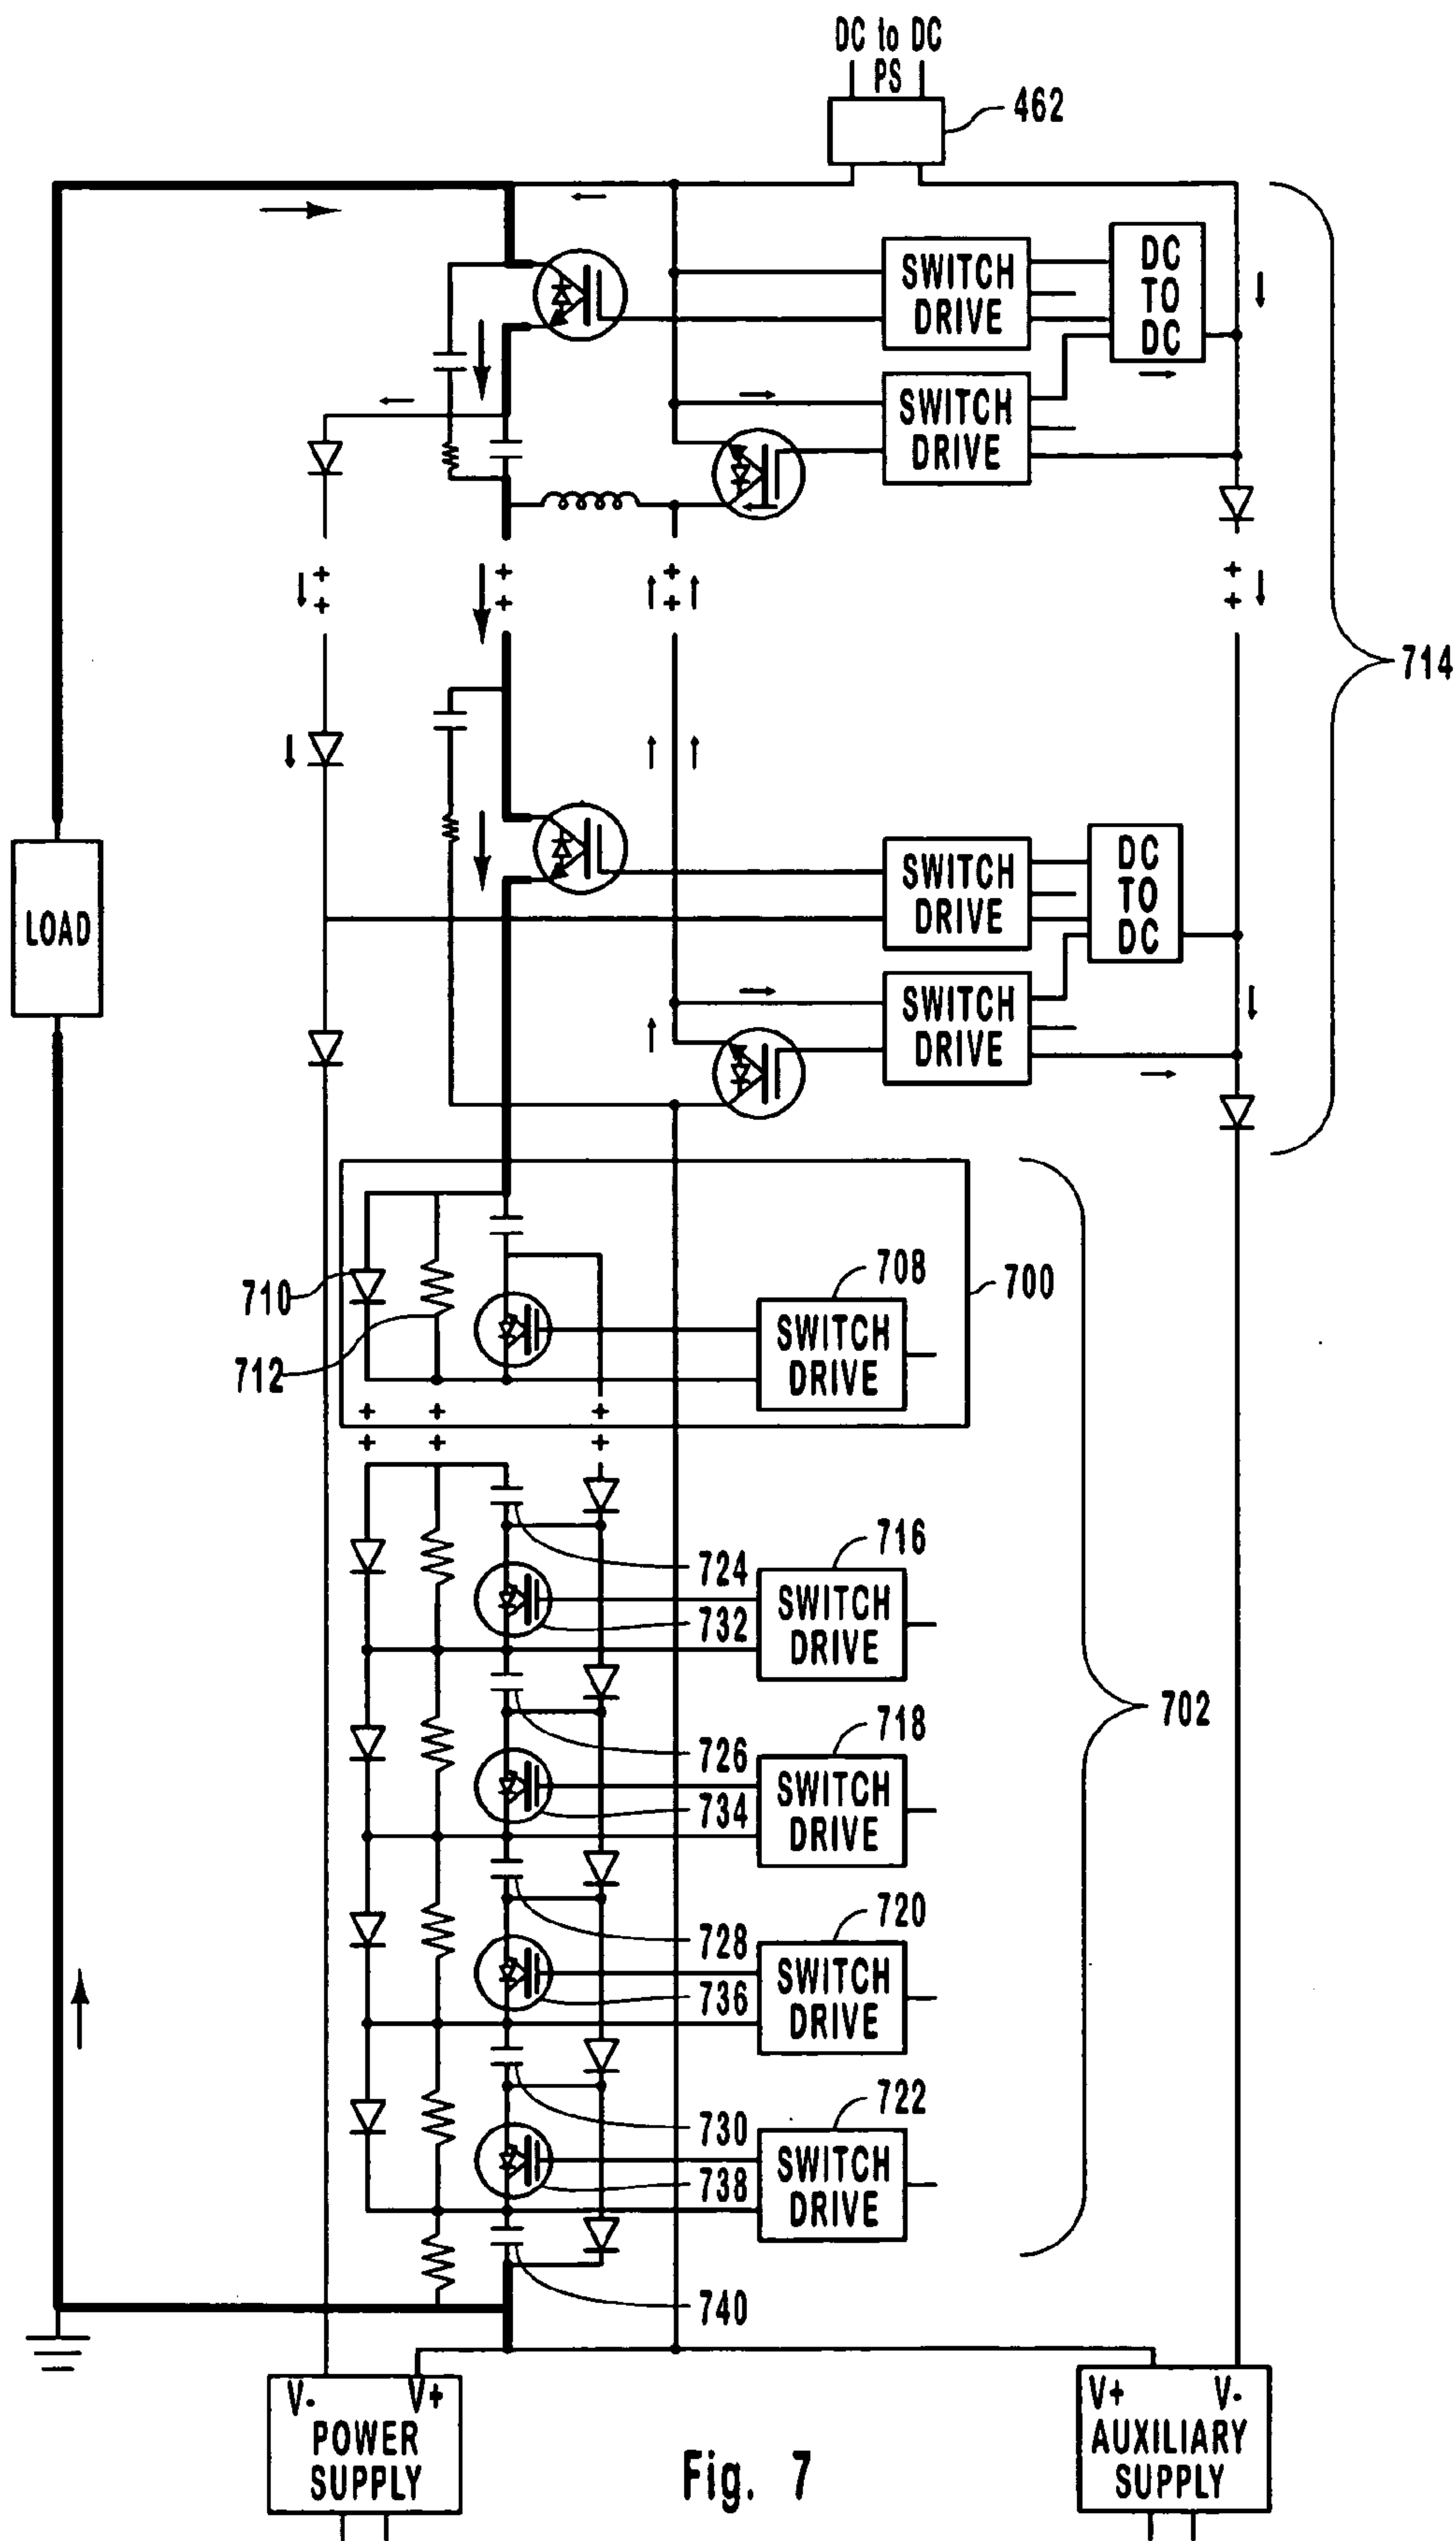 DC to DC
PS
462
SWITCH
DRIVE
DC
TO
DC
SWITCH
DRIVE
+
+
+
+
+
+
+
+
714
LOAD
SWITCH
DRIVE
DC
TO
DC
SWITCH
DRIVE
700
708
710
712
SWITCH
DRIVE
+
+
+
+
+
+
724
716
732
SWITCH
DRIVE
702
726
718
734
SWITCH
DRIVE
728
720
736
SWITCH
DRIVE
730
722
738
SWITCH
DRIVE
740
V- V+
POWER
SUPPLY
V+ V-
AUXILIARY
SUPPLY
Fig. 7